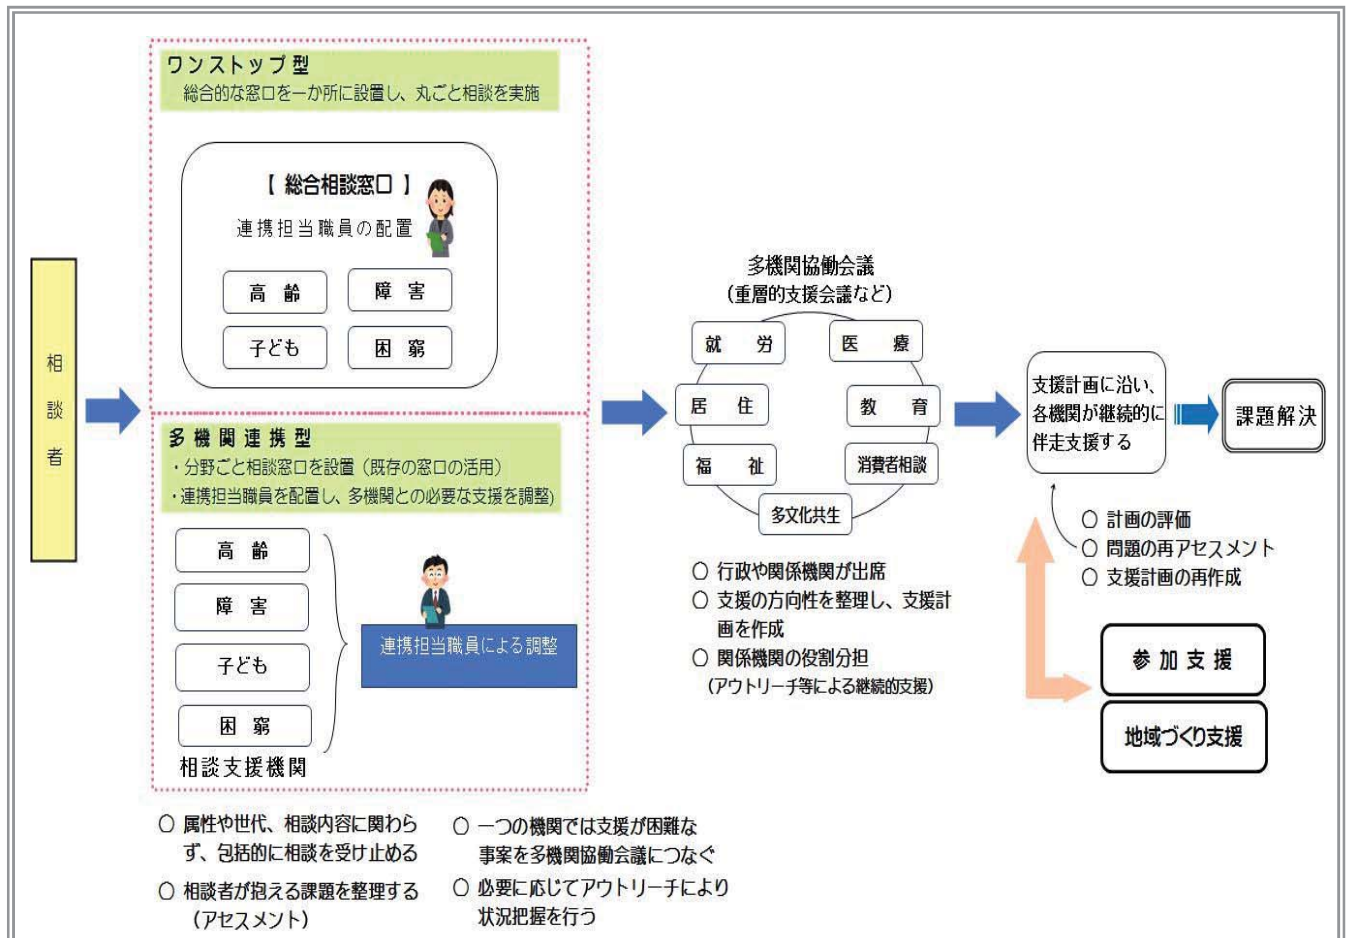 相談者
ワンストップ型
総合的な窓口を一か所に設置し、丸ごと相談を実施
【 総合相談窓口 】
連携担当職員の配置
高 齢
障 害
子ども
困 窮
多機関連携型
・分野ごと相談窓口を設置（既存の窓口の活用）
・連携担当職員を配置し、多機関との必要な支援を調整)
高 齢
障 害
子ども
困 窮
相談支援機関
連携担当職員による調整
○ 属性や世代、相談内容に関わら
ず、包括的に相談を受け止める
○ 相談者が抱える課題を整理する
（アセスメント）
○ 一つの機関では支援が困難な
事案を多機関協働会議につなぐ
○ 必要に応じてアウトリーチにより
状況把握を行う
多機関協働会議
（重層的支援会議など）
就 労
医 療
居 住
教 育
福 祉
消費者相談
多文化共生
○ 行政や関係機関が出席
○ 支援の方向性を整理し、支援計
画を作成
○ 関係機関の役割分担
（アウトリーチ等による継続的支援）
支援計画に沿い、
各機関が継続的に
伴走支援する
課題解決
○ 計画の評価
○ 問題の再アセスメント
○ 支援計画の再作成
参加支援
地域づくり支援